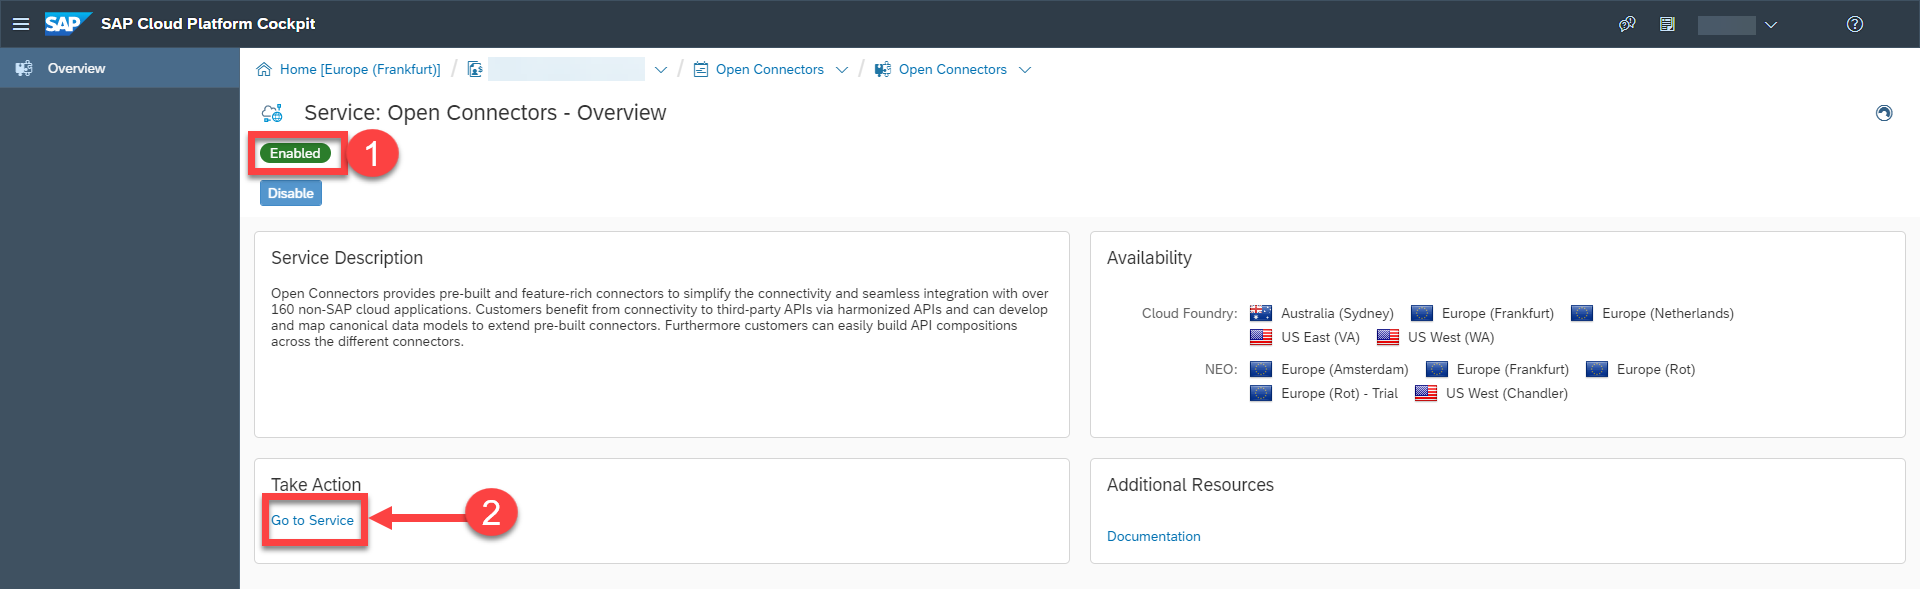 SAP SAP Cloud Platform Cockpit
Overview
Home [Europe (Frankfurt)] / / Open Connectors / Open Connectors
Service: Open Connectors - Overview
Enabled 1
Disable
Service Description
Open Connectors provides pre-built and feature-rich connectors to simplify the connectivity and seamless integration with over
160 non-SAP cloud applications. Customers benefit from connectivity to third-party APIs via harmonized APIs and can develop
and map canonical data models to extend pre-built connectors. Furthermore customers can easily build API compositions
across the different connectors.
Availability
Cloud Foundry: Australia (Sydney) Europe (Frankfurt) Europe (Netherlands)
US East (VA) US West (WA)
NEO: Europe (Amsterdam) Europe (Frankfurt) Europe (Rot)
Europe (Rot) - Trial US West (Chandler)
Take Action
Go to Service 2
Additional Resources
Documentation